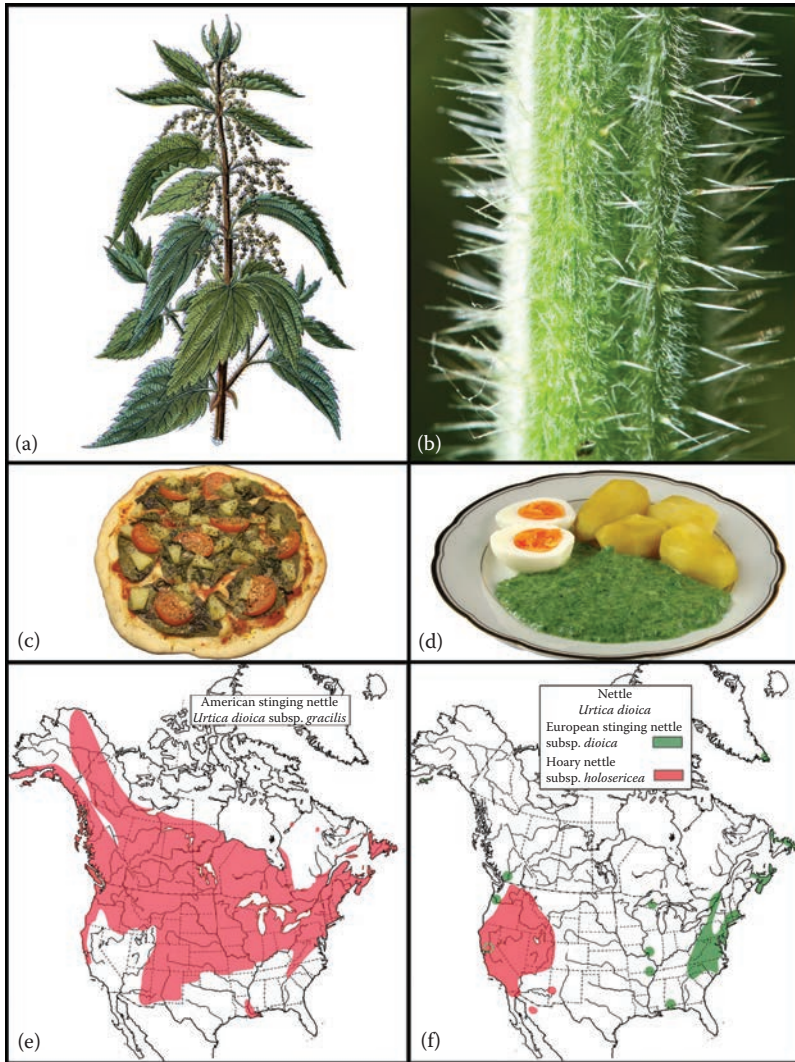 (a)
(b)
(c)
(d)
American stinging nettle
Urtica dioica subsp. gracilis
(e)
Nettle
Urtica dioica
European stinging nettle
subsp. dioica
Hoary nettle
subsp. holosericea
(f)